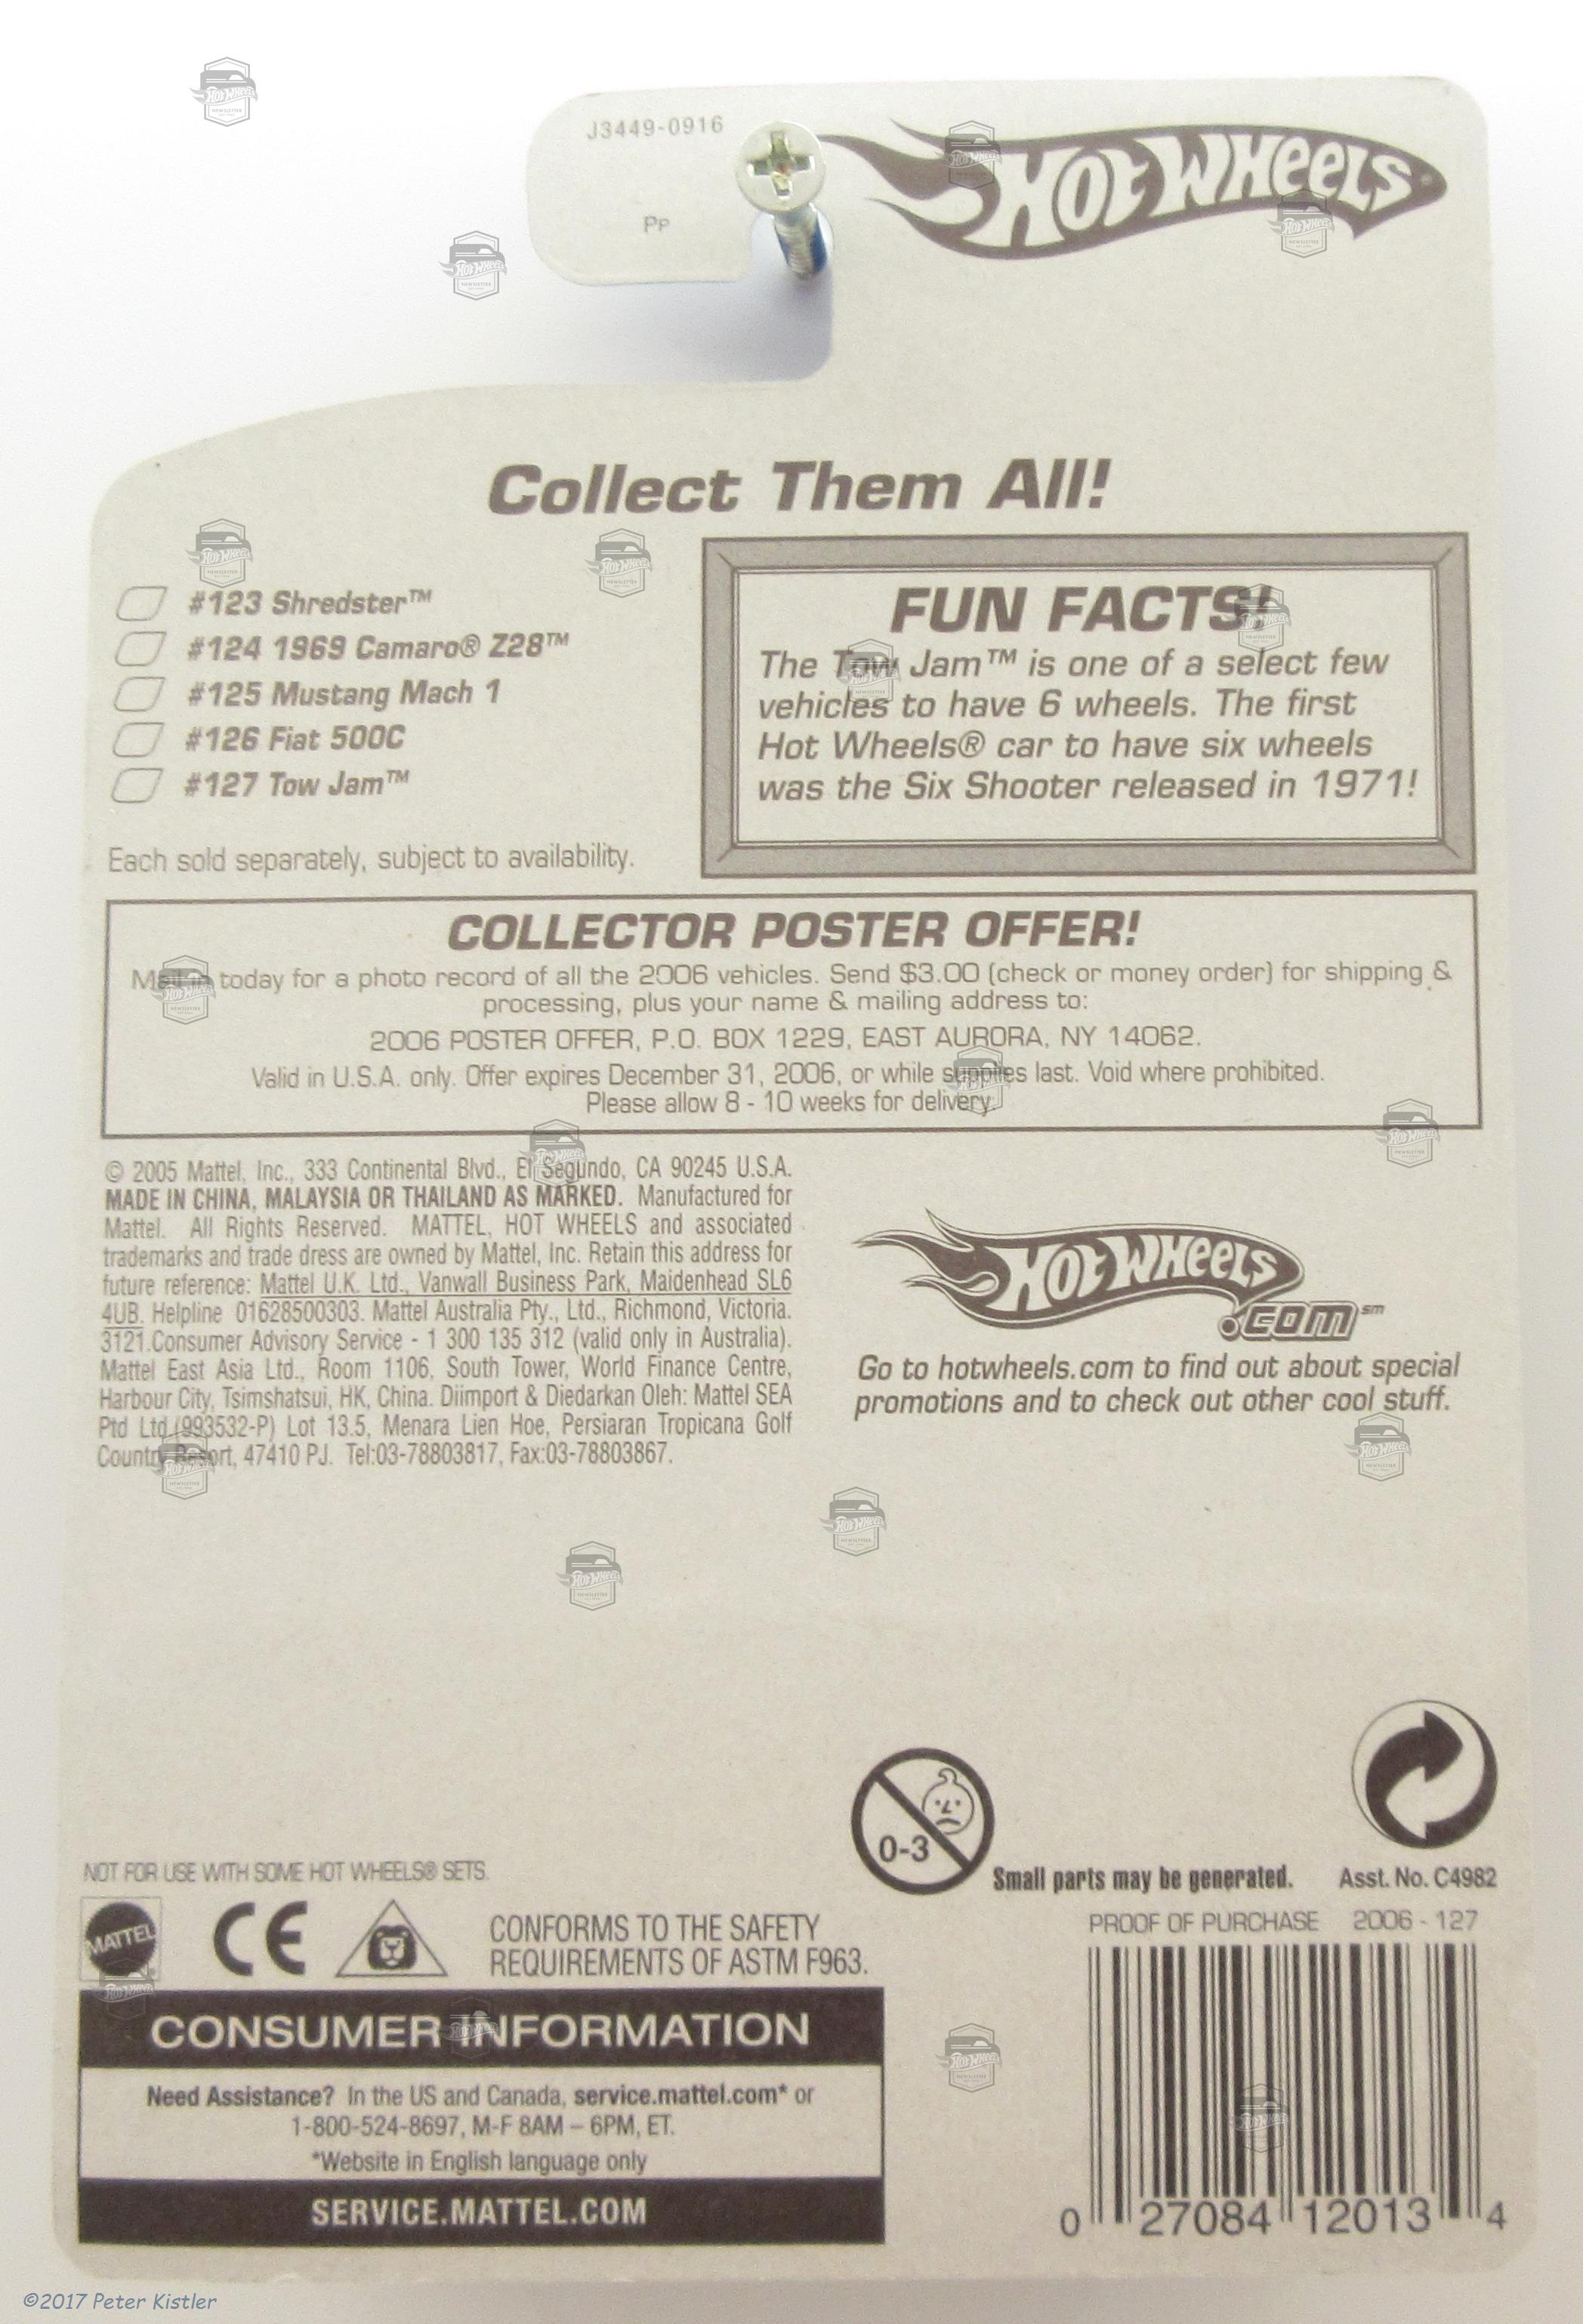 J3449-0916
PP
HOT WHEELS
Collect Them All!
#123 Shredster™
#124 1969 Camaro® Z28™
#125 Mustang Mach 1
#126 Fiat 500C
#127 Tow Jam™
Each sold separately, subject to availability.
FUN FACTS!
The Tow Jam™ is one of a select few
vehicles to have 6 wheels. The first
Hot Wheels® car to have six wheels
was the Six Shooter released in 1971!
COLLECTOR POSTER OFFER!
Mail in today for a photo record of all the 2006 vehicles. Send $3.00 (check or money order) for shipping &
processing, plus your name & mailing address to:
2006 POSTER OFFER, P.O. BOX 1229, EAST AURORA, NY 14062.
Valid in U.S.A. only. Offer expires December 31, 2006, or while supplies last. Void where prohibited.
Please allow 8 - 10 weeks for delivery.
© 2005 Mattel, Inc., 333 Continental Blvd., El Segundo, CA 90245 U.S.A.
MADE IN CHINA, MALAYSIA OR THAILAND AS MARKED. Manufactured for
Mattel. All Rights Reserved. MATTEL, HOT WHEELS and associated
trademarks and trade dress are owned by Mattel, Inc. Retain this address for
future reference: Mattel U.K. Ltd., Vanwall Business Park, Maidenhead SL6
4UB. Helpline 01628500303. Mattel Australia Pty., Ltd., Richmond, Victoria.
3121.Consumer Advisory Service - 1 300 135 312 (valid only in Australia).
Mattel East Asia Ltd., Room 1106, South Tower, World Finance Centre,
Harbour City, Tsimshatsui, HK, China. Diimport & Diedarkan Oleh: Mattel SEA
Ptd Ltd.(993532-P) Lot 13.5, Menara Lien Hoe, Persiaran Tropicana Golf
Country Resort, 47410 PJ. Tel:03-78803817, Fax:03-78803867.
HOT WHEELS
.COM℠
Go to hotwheels.com to find out about special
promotions and to check out other cool stuff.
0-3
Small parts may be generated.
Asst. No. C4982
NOT FOR USE WITH SOME HOT WHEELS® SETS.
MATTEL
CE
CONFORMS TO THE SAFETY
REQUIREMENTS OF ASTM F963.
PROOF OF PURCHASE 2006 - 127
CONSUMER INFORMATION
Need Assistance? In the US and Canada, service.mattel.com* or
1-800-524-8697, M-F 8AM – 6PM, ET.
*Website in English language only
SERVICE.MATTEL.COM
0 27084 12013 4
©2017 Peter Kistler